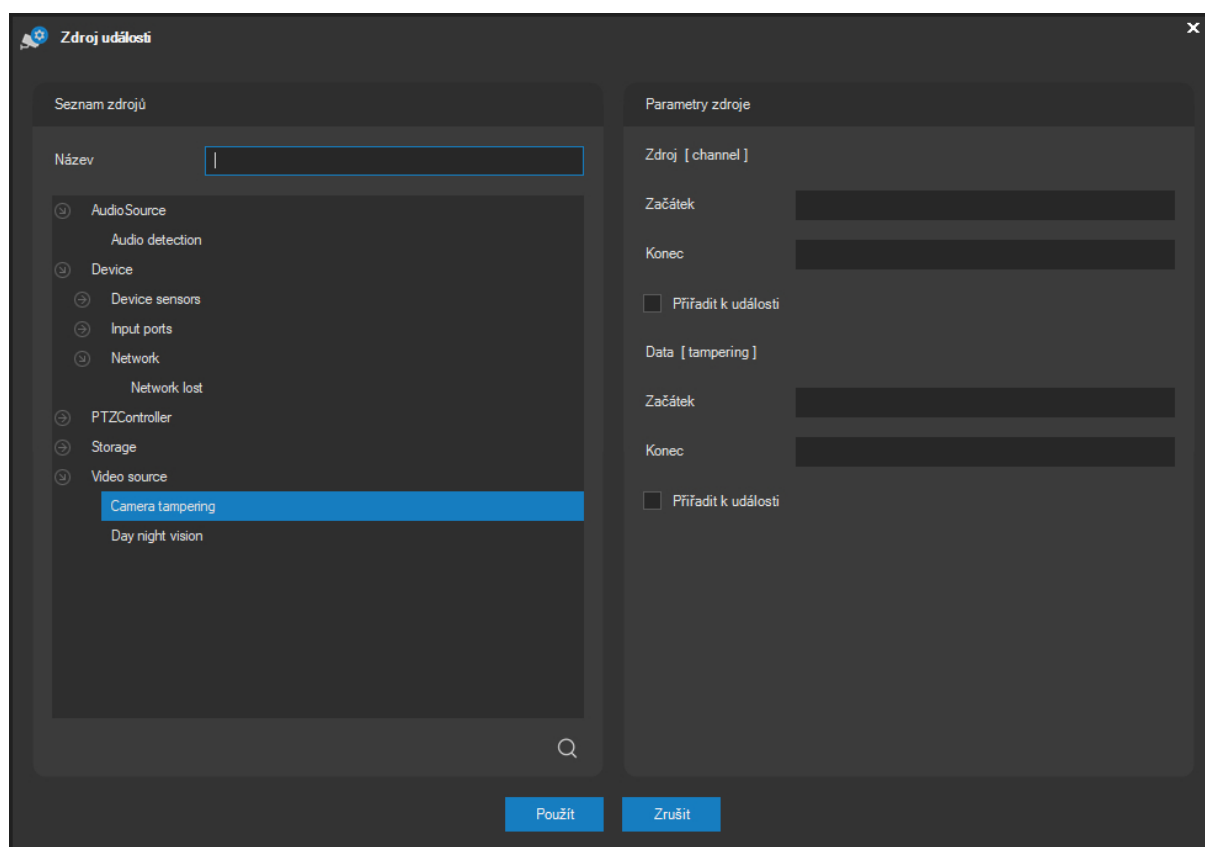 Zdroj události
Seznam zdrojů
Název
AudioSource
Audio detection
Device
Device sensors
Input ports
Network
Network lost
PTZController
Storage
Video source
Camera tampering
Day night vision
Parametry zdroje
Zdroj [ channel ]
Začátek
Konec
Přiřadit k události
Data [ tampering ]
Začátek
Konec
Přiřadit k události
Použít
Zrušit